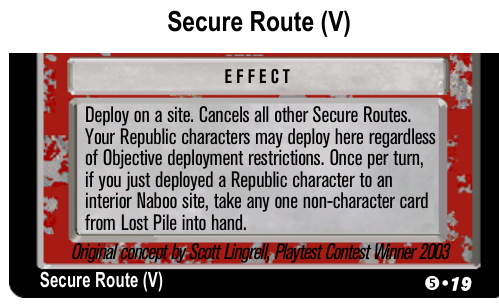 Secure Route (V)
EFFECT
Deploy on a site. Cancels all other Secure Routes.
Your Republic characters may deploy here regardless
of Objective deployment restrictions. Once per turn,
if you just deployed a Republic character to an
interior Naboo site, take any one non-character card
from Lost Pile into hand.
Original concept by Scott Lingrell, Playtest Contest Winner 2003
Secure Route (V)
5•19